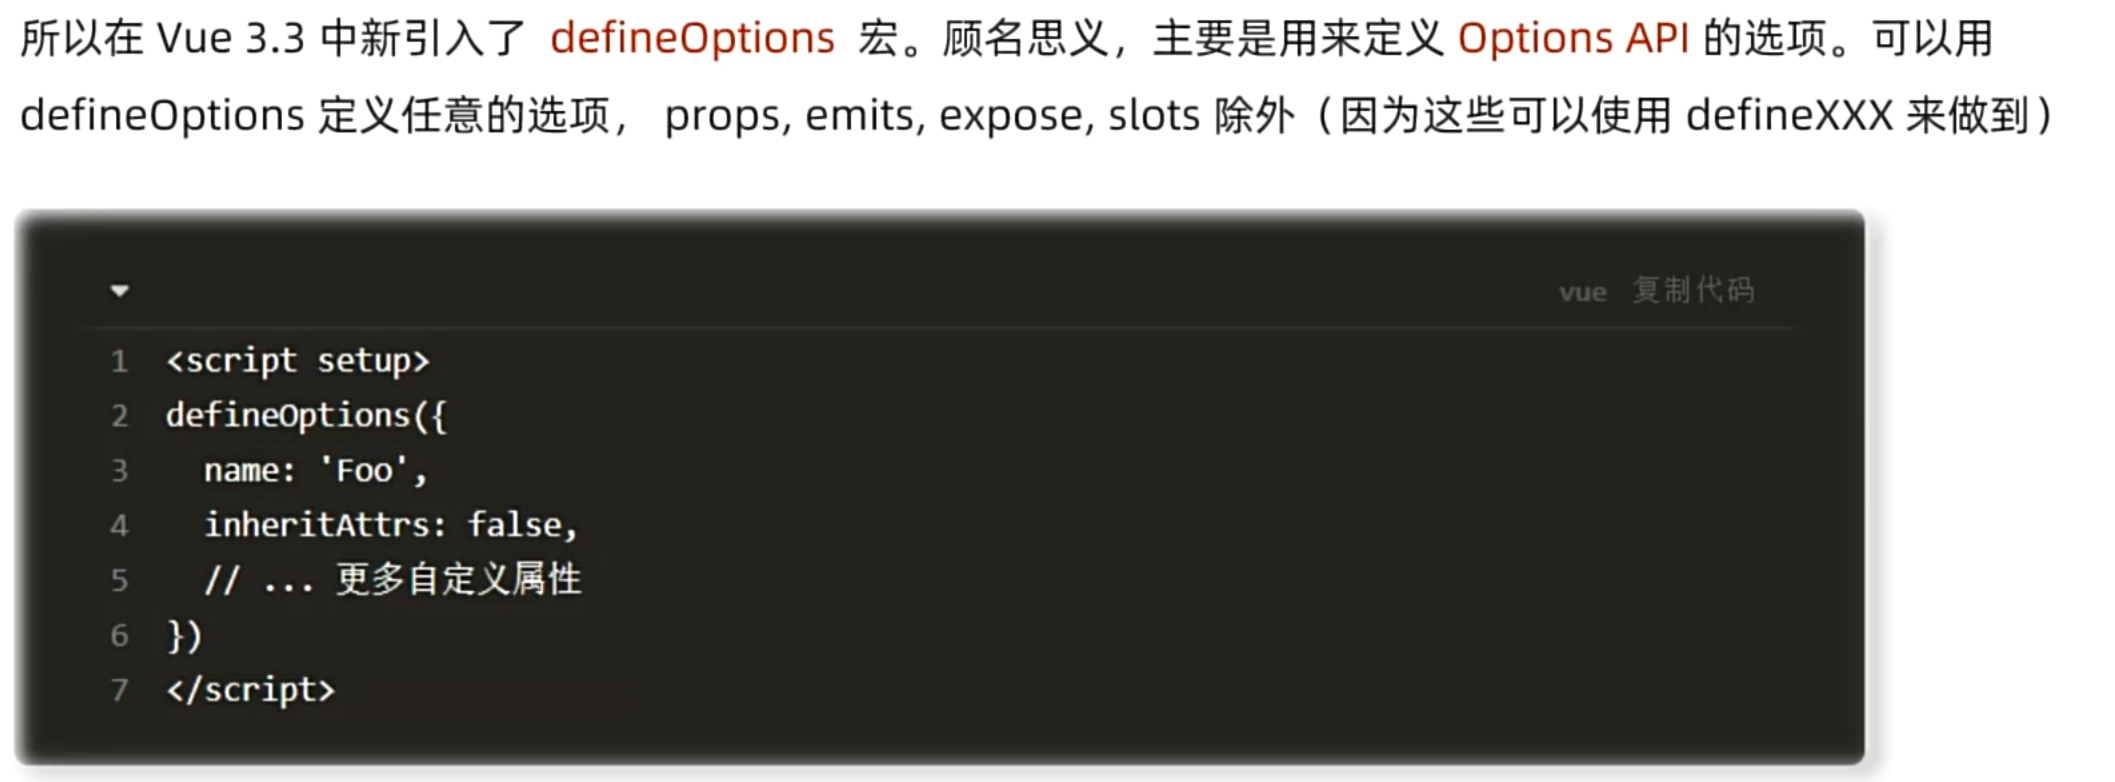 所以在 Vue 3.3 中新引入了 defineOptions 宏。顾名思义，主要是用来定义 Options API 的选项。可以用
defineOptions 定义任意的选项， props, emits, expose, slots 除外（因为这些可以使用 defineXXX 来做到）
vue 复制代码
1 <script setup>
2 defineOptions({
3   name: 'Foo',
4   inheritAttrs: false,
5   // ... 更多自定义属性
6 })
7 </script>